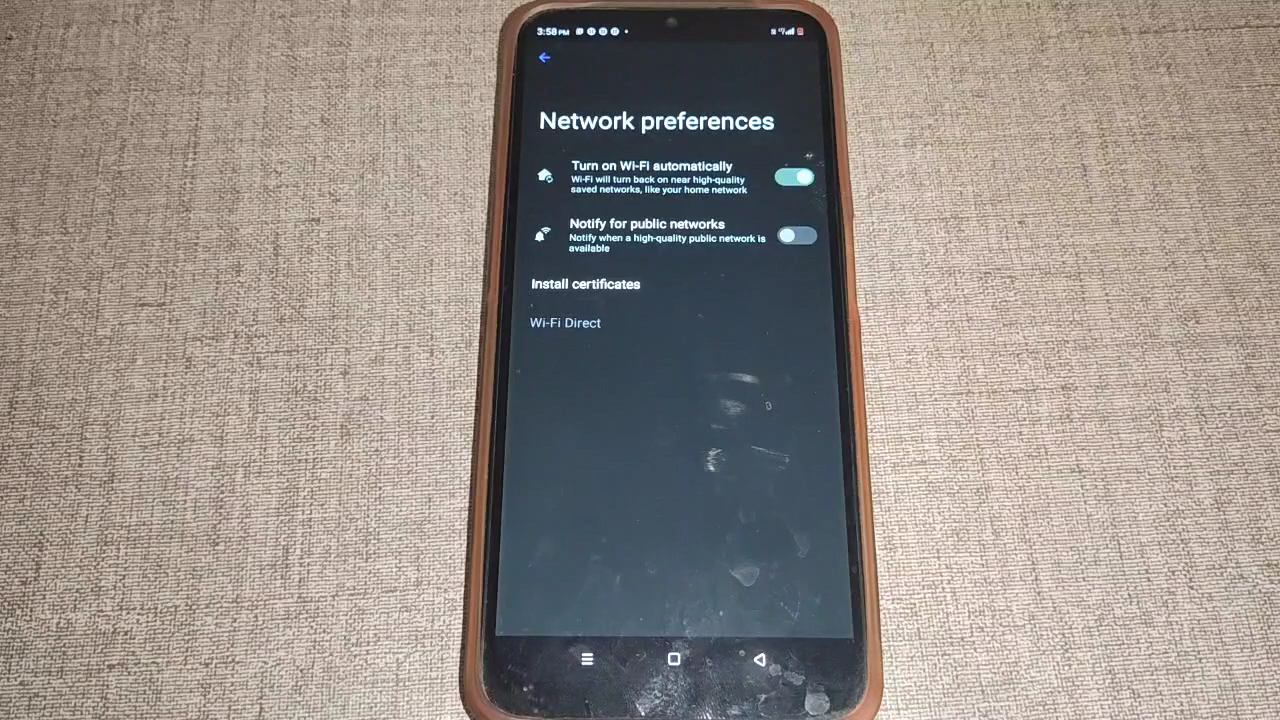 3:58 PM
Network preferences
Turn on Wi-Fi automatically
Wi-Fi will turn back on near high-quality
saved networks, like your home network
Notify for public networks
Notify when a high-quality public network is
available
Install certificates
Wi-Fi Direct